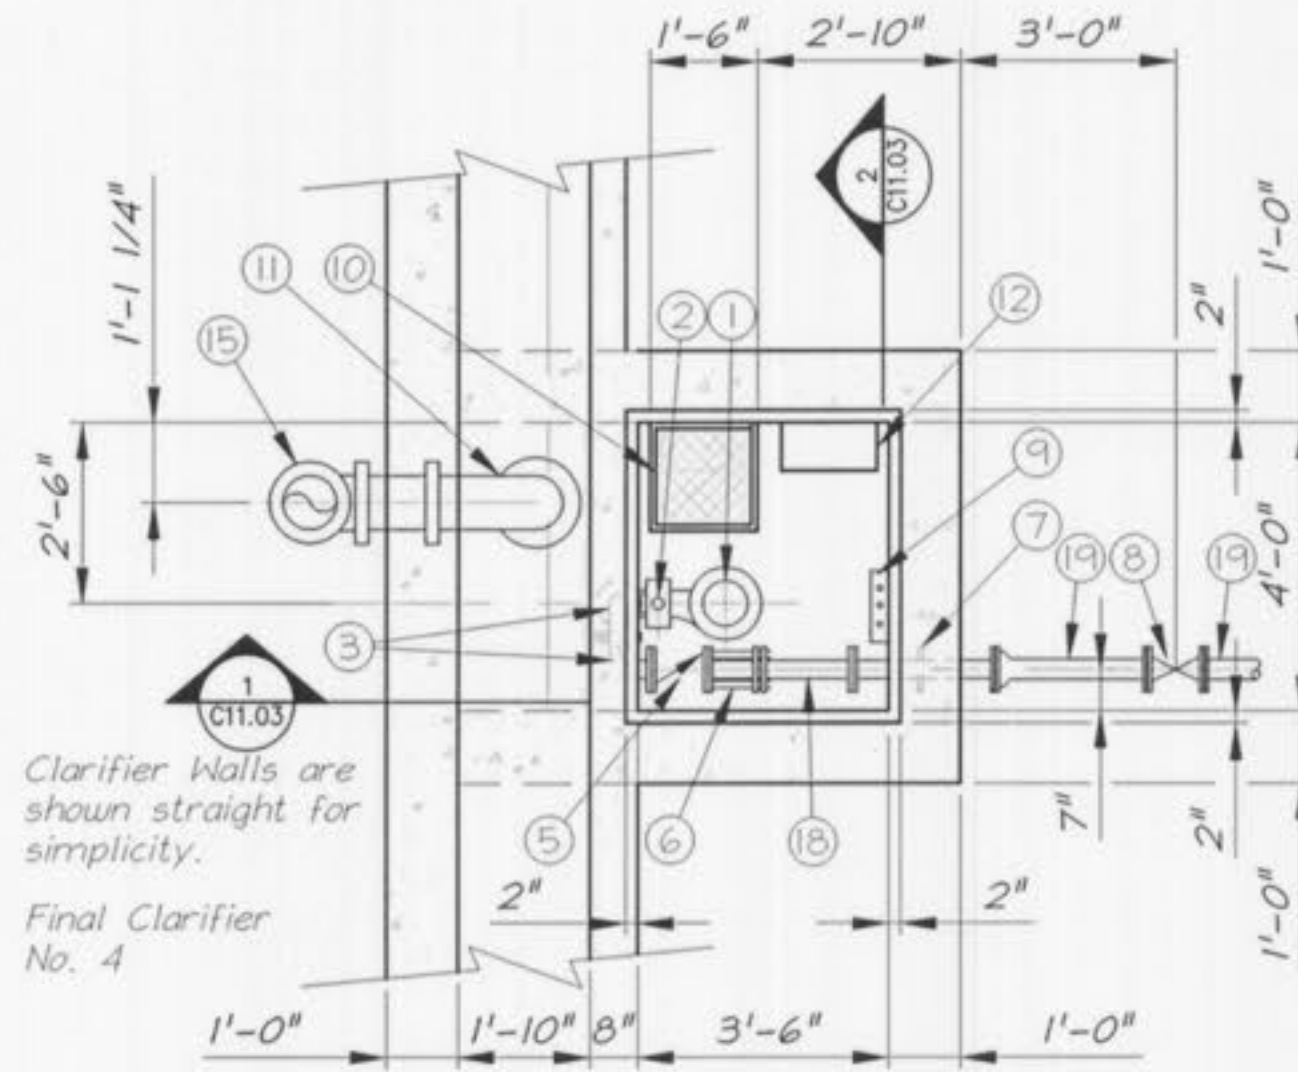 1'-6" 2'-10" 3'-0"
2
C11.03
1'-1 1/4"
1'-0"
2"
11 10 2 1 12
15
2'-6"
9
7
19 8 19
4'-0"
3
1
C11.03
Clarifier Walls are
shown straight for
simplicity.
5 6 18
7"
2"
2" 2"
Final Clarifier
No. 4
1'-0"
1'-0" 1'-10" 8" 3'-6" 1'-0"